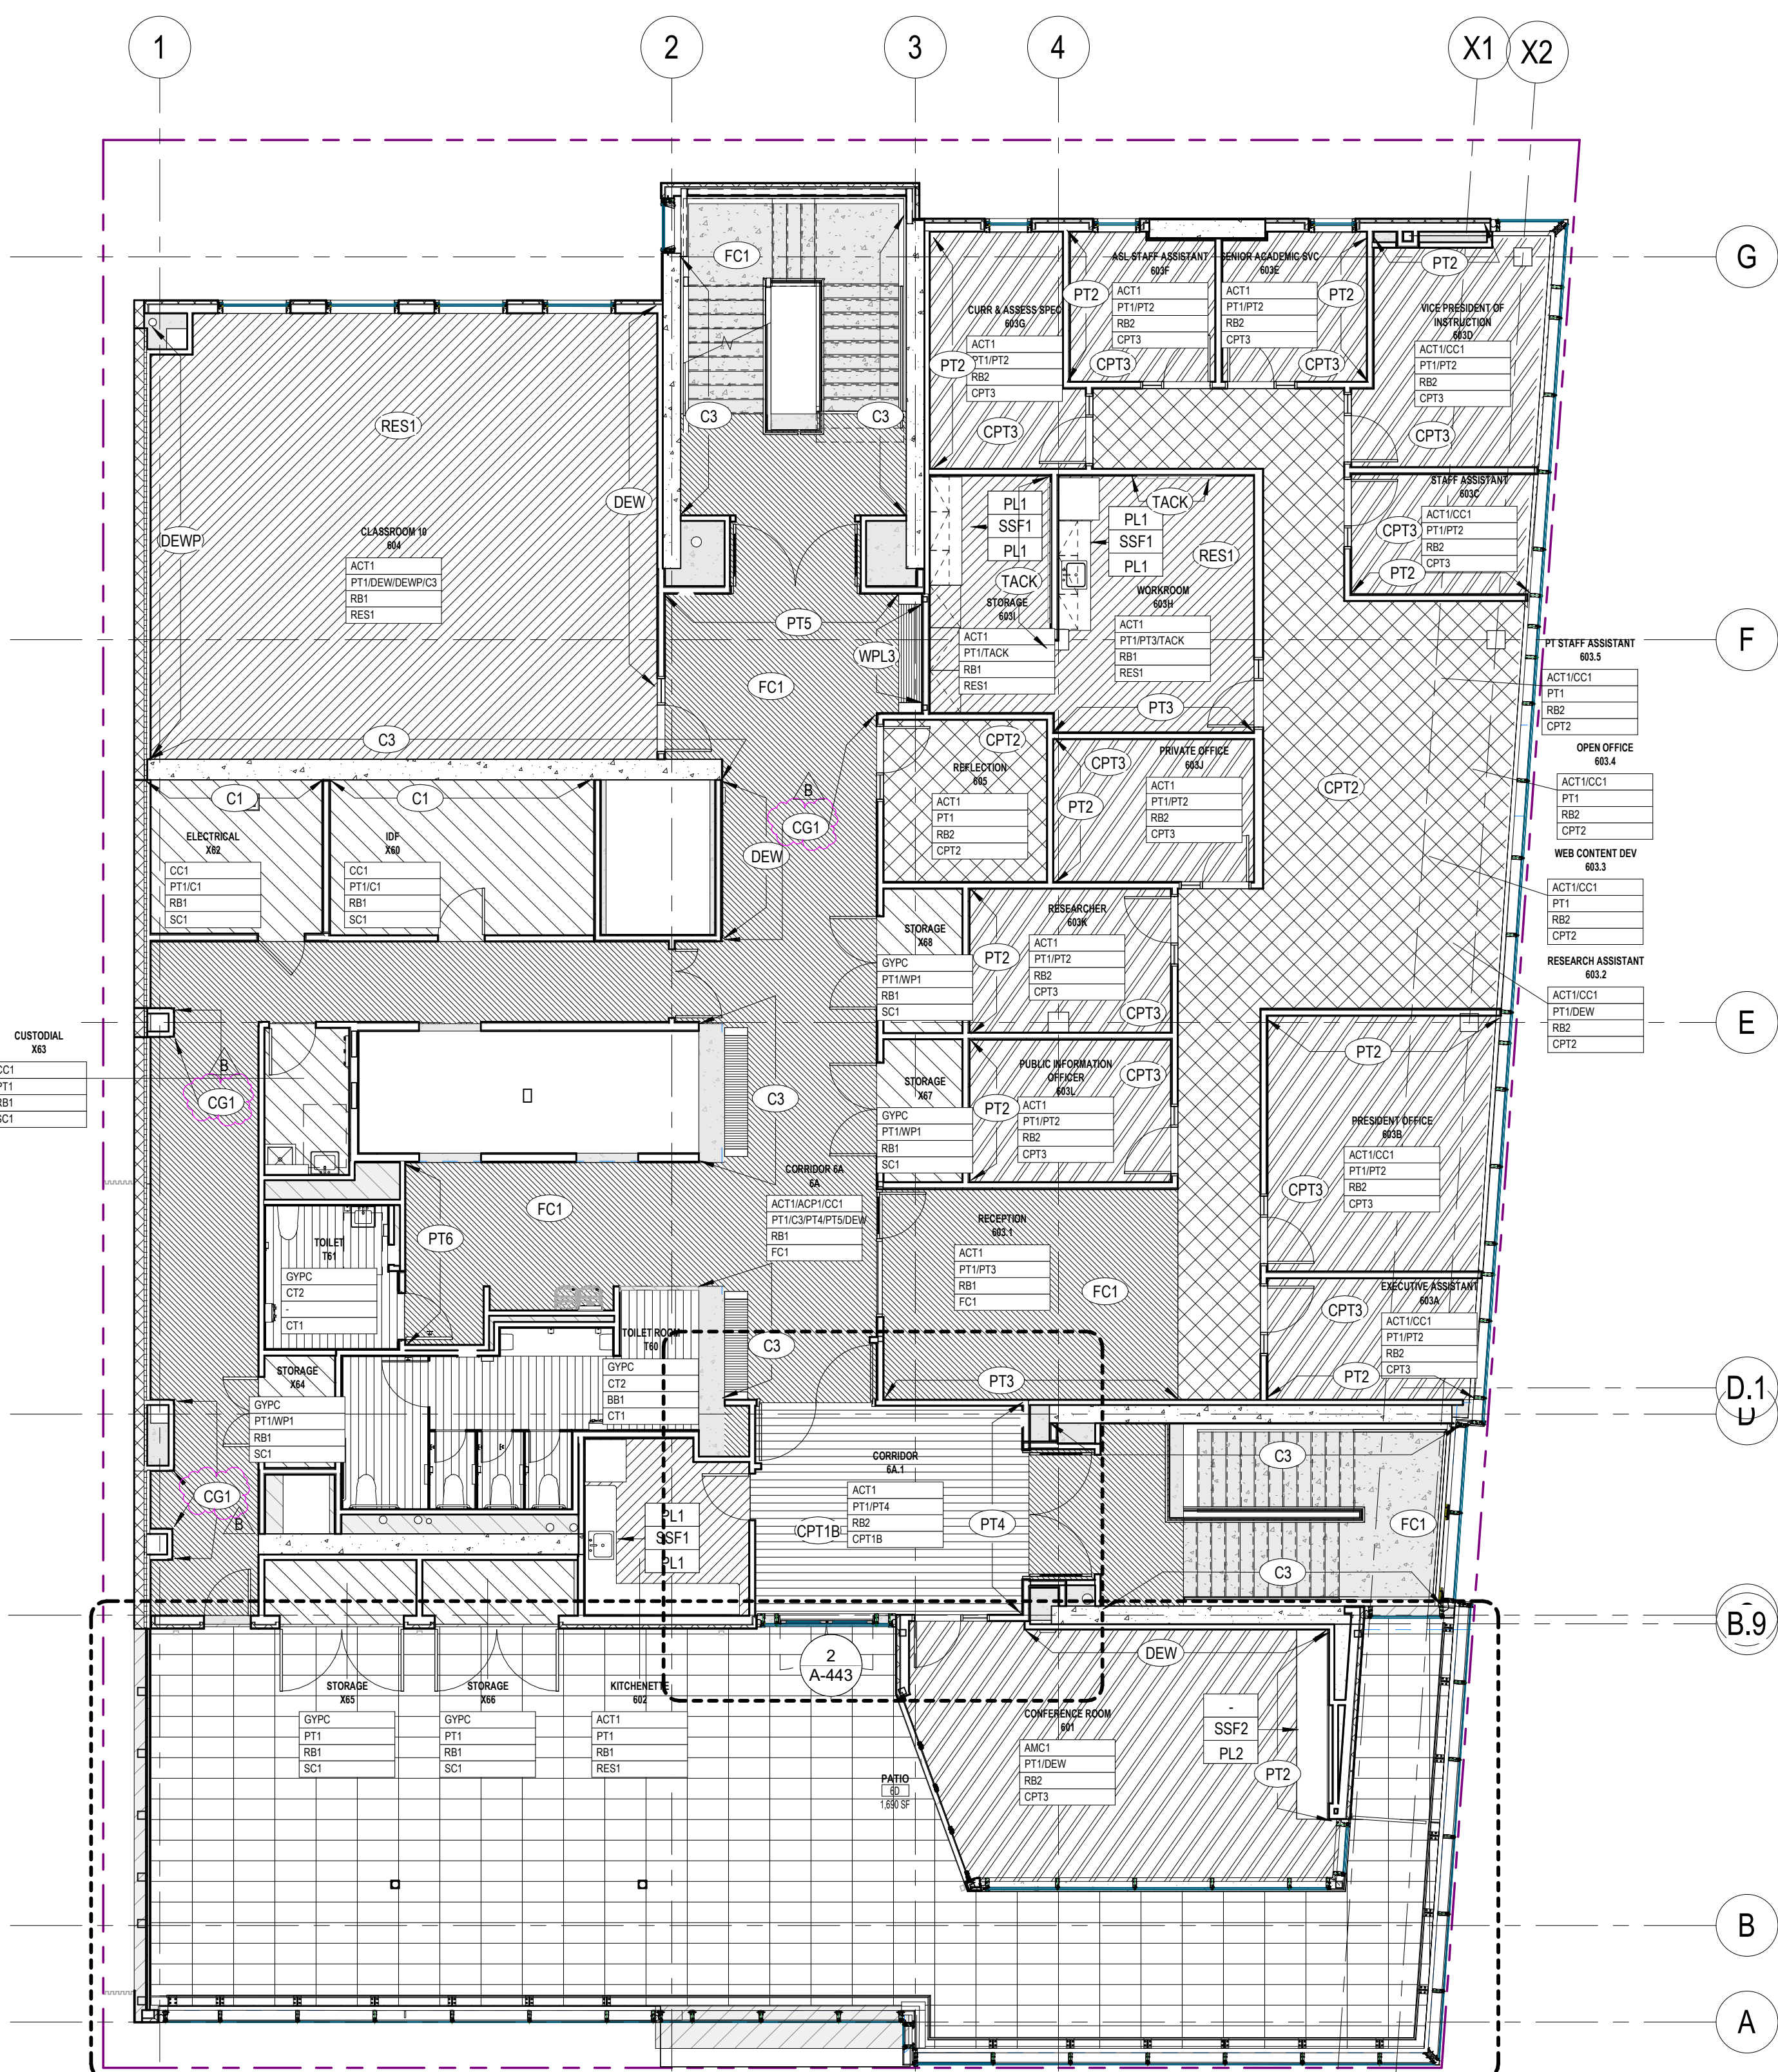 1
2
3
4
X1
X2
G
F
E
D.1
D
B.9
B
A
FC1
C3
C3
RES1
DEWP
DEW
CLASSROOM 10
604
ACT1
PT1/DEW/DEWP/C3
RB1
RES1
C3
CURR & ASSESS SPEC
603G
ACT1
PT1/PT2
RB2
CPT3
PT2
CPT3
ASL STAFF ASSISTANT
603F
ACT1
PT1/PT2
RB2
CPT3
PT2
CPT3
SENIOR ACADEMIC SVC
603E
ACT1
PT1/PT2
RB2
CPT3
PT2
CPT3
PT2
VICE PRESIDENT OF
INSTRUCTION
603D
ACT1/CC1
PT1/PT2
RB2
CPT3
CPT3
STAFF ASSISTANT
603C
ACT1/CC1
PT1/PT2
RB2
CPT3
CPT3
PT2
PL1
SSF1
PL1
TACK
STORAGE
603I
ACT1
PT1/TACK
RB1
RES1
TACK
PL1
SSF1
PL1
RES1
WORKROOM
603H
ACT1
PT1/PT3/TACK
RB1
RES1
PT3
PT5
WPL3
FC1
PT STAFF ASSISTANT
603.5
ACT1/CC1
PT1
RB2
CPT2
OPEN OFFICE
603.4
ACT1/CC1
PT1
RB2
CPT2
WEB CONTENT DEV
603.3
ACT1/CC1
PT1
RB2
CPT2
RESEARCH ASSISTANT
603.2
ACT1/CC1
PT1/DEW
RB2
CPT2
CPT2
CPT2
REFLECTION
605
ACT1
PT1
RB2
CPT2
CPT3
PT2
PRIVATE OFFICE
603J
ACT1
PT1/PT2
RB2
CPT3
C1
C1
ELECTRICAL
X62
CC1
PT1/C1
RB1
SC1
IDF
X60
CC1
PT1/C1
RB1
SC1
B
CG1
DEW
STORAGE
X68
GYPC
PT1/WP1
RB1
SC1
RESEARCHER
603K
ACT1
PT1/PT2
RB2
CPT3
PT2
CPT3
CUSTODIAL
X63
CC1
PT1
RB1
SC1
B
CG1
C3
STORAGE
X67
GYPC
PT1/WP1
RB1
SC1
PUBLIC INFORMATION
OFFICER
603L
ACT1
PT1/PT2
RB2
CPT3
PT2
CPT3
PT2
PRESIDENT OFFICE
603B
ACT1/CC1
PT1/PT2
RB2
CPT3
CPT3
CORRIDOR 6A
6A
ACT1/ACP1/CC1
PT1/C3/PT4/PT5/DEW
RB1
FC1
FC1
PT6
TOILET
T61
GYPC
CT2
-
CT1
RECEPTION
603.1
ACT1
PT1/PT3
RB1
FC1
FC1
PT3
EXECUTIVE ASSISTANT
603A
ACT1/CC1
PT1/PT2
RB2
CPT3
CPT3
PT2
TOILET ROOM
T60
GYPC
CT2
BB1
CT1
C3
STORAGE
X64
GYPC
PT1/WP1
RB1
SC1
CG1
B
PL1
SSF1
PL1
CORRIDOR
6A.1
ACT1
PT1/PT4
RB2
CPT1B
CPT1B
PT4
C3
FC1
C3
2
A-443
DEW
STORAGE
X65
GYPC
PT1
RB1
SC1
STORAGE
X66
GYPC
PT1
RB1
SC1
KITCHENETTE
602
ACT1
PT1
RB1
RES1
CONFERENCE ROOM
601
AMC1
PT1/DEW
RB2
CPT3
-
SSF2
PL2
PT2
PATIO
6D
1,690 SF